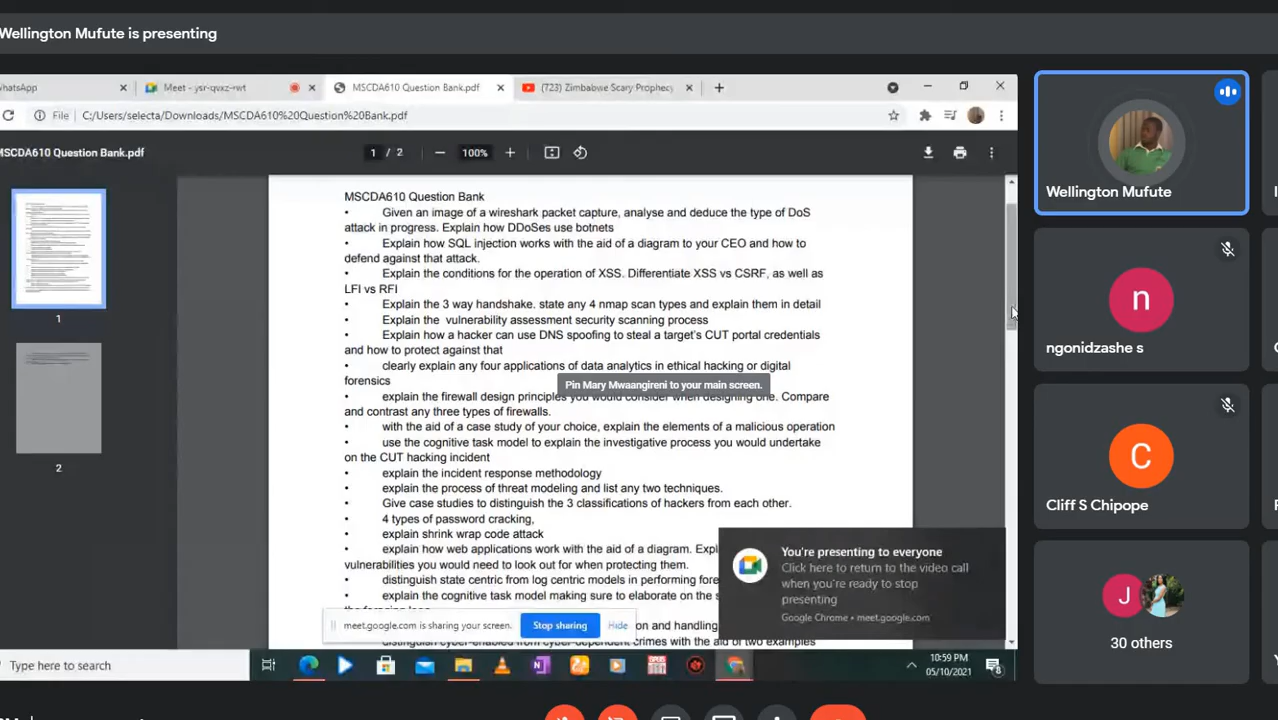 Wellington Mufute is presenting
hatsApp
Meet - ysr-qvxz-rwt
MSCDA610 Question Bank.pdf
(723) Zimbabwe Scary Prophecy
File
C:/Users/selecta/Downloads/MSCDA610%20Question%20Bank.pdf
MSCDA610 Question Bank.pdf
1 / 2
100%
1
2
MSCDA610 Question Bank
• Given an image of a wireshark packet capture, analyse and deduce the type of DoS
attack in progress. Explain how DDoSes use botnets
• Explain how SQL injection works with the aid of a diagram to your CEO and how to
defend against that attack.
• Explain the conditions for the operation of XSS. Differentiate XSS vs CSRF, as well as
LFI vs RFI
• Explain the 3 way handshake. state any 4 nmap scan types and explain them in detail
• Explain the vulnerability assessment security scanning process
• Explain how a hacker can use DNS spoofing to steal a target's CUT portal credentials
and how to protect against that
• clearly explain any four applications of data analytics in ethical hacking or digital
forensics
Pin Mary Mwaangireni to your main screen.
• explain the firewall design principles you would consider when designing one. Compare
and contrast any three types of firewalls.
• with the aid of a case study of your choice, explain the elements of a malicious operation
• use the cognitive task model to explain the investigative process you would undertake
on the CUT hacking incident
• explain the incident response methodology
• explain the process of threat modeling and list any two techniques.
• Give case studies to distinguish the 3 classifications of hackers from each other.
• 4 types of password cracking,
• explain shrink wrap code attack
• explain how web applications work with the aid of a diagram.
vulnerabilities you would need to look out for when protecting them.
• distinguish state centric from log centric models in performing
• explain the cognitive task model making sure to elaborate on the
on and handling
distinguish cyber-enabled from cyber-dependent crimes with the aid of two examples
meet.google.com is sharing your screen.
Stop sharing
Hide
You're presenting to everyone
Click here to return to the video call
when you're ready to stop
presenting
Google Chrome • meet.google.com
Type here to search
10:59 PM
05/10/2021
8
Wellington Mufute
n
ngonidzashe s
C
Cliff S Chipope
J
30 others